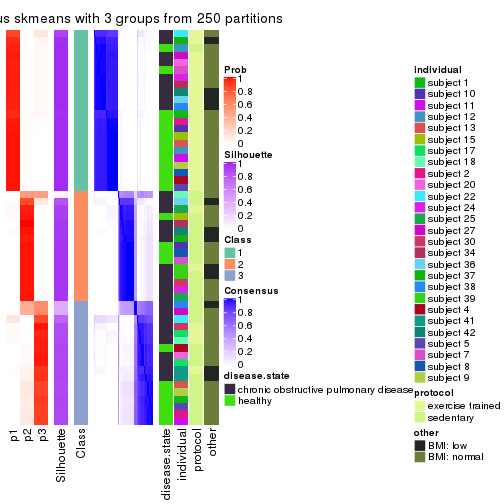 us skmeans with 3 groups from 250 partitions
Prob
1
0.8
0.6
0.4
0.2
0
Silhouette
1
0.8
0.6
0.4
0.2
0
Class
1
2
3
Consensus
1
0.8
0.6
0.4
0.2
0
disease.state
chronic obstructive pulmonary disease
healthy
individual
subject 1
subject 10
subject 11
subject 12
subject 13
subject 15
subject 17
subject 18
subject 2
subject 20
subject 22
subject 24
subject 25
subject 27
subject 30
subject 34
subject 36
subject 37
subject 38
subject 39
subject 4
subject 41
subject 42
subject 5
subject 7
subject 8
subject 9
protocol
exercise trained
sedentary
other
BMI: low
BMI: normal
p1
p2
p3
Silhouette
Class
disease.state
individual
protocol
other